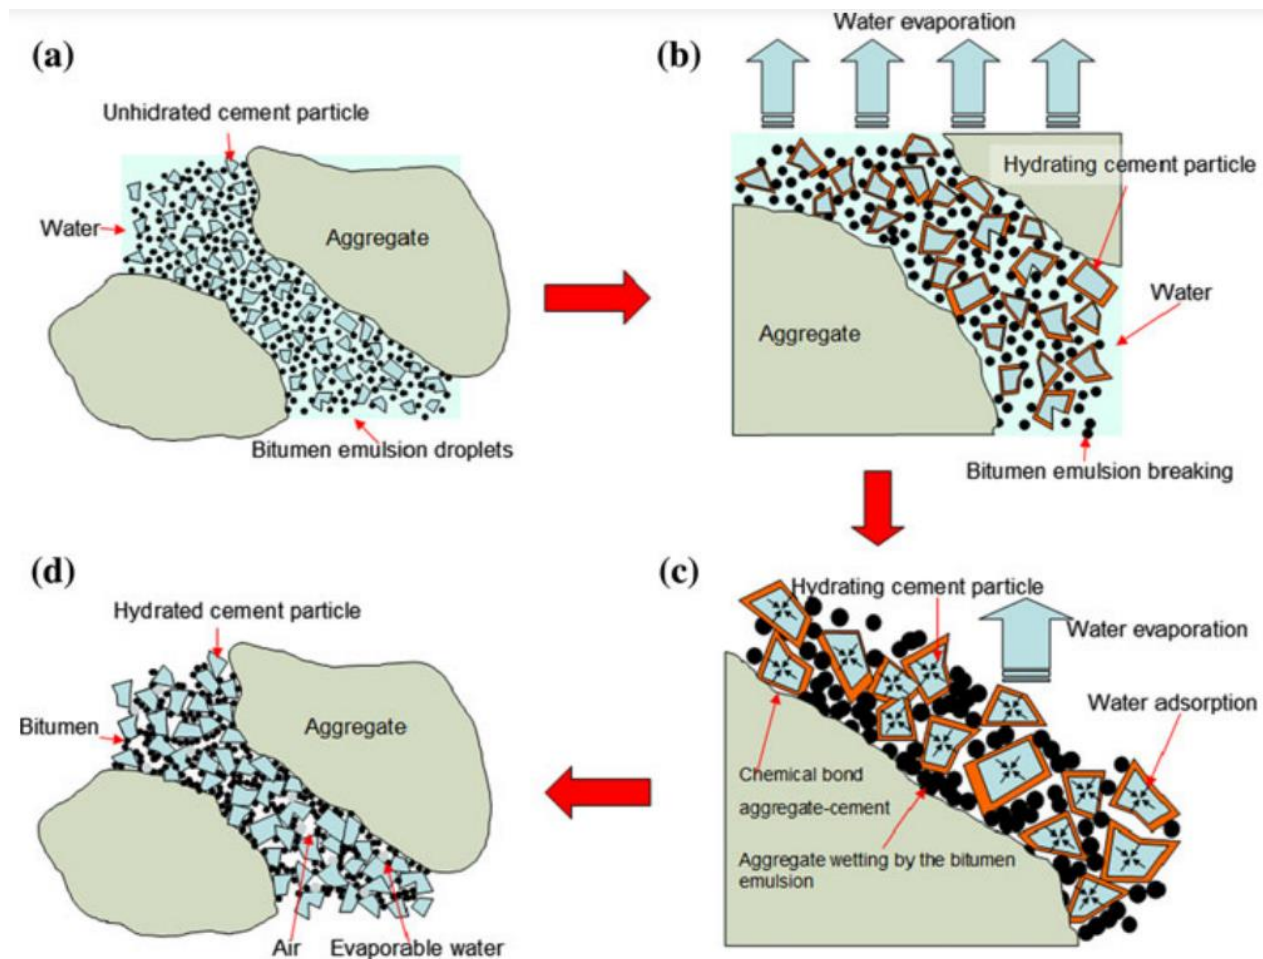 (a)
Unhidrated cement particle
Water
Aggregate
Bitumen emulsion droplets
(b)
Water evaporation
Hydrating cement particle
Water
Aggregate
Bitumen emulsion breaking
(c)
Hydrating cement particle
Water evaporation
Water adsorption
Chemical bond
aggregate-cement
Aggregate wetting by the bitumen
emulsion
(d)
Hydrated cement particle
Bitumen
Aggregate
Air
Evaporable water